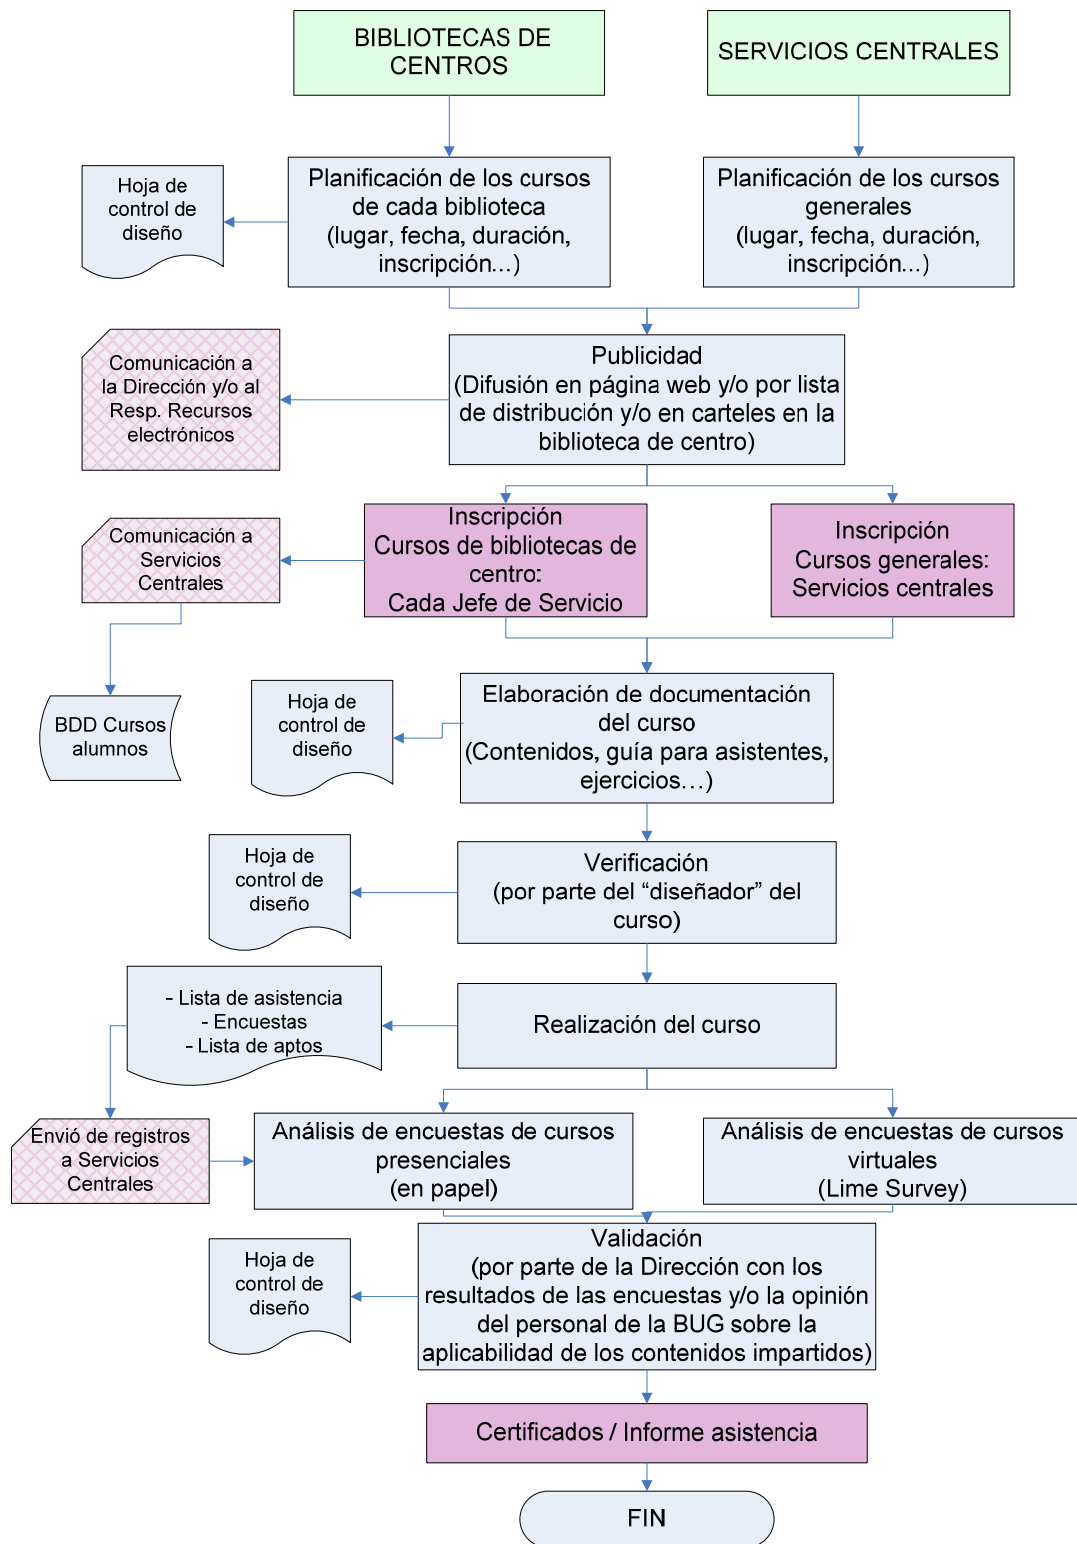 BIBLIOTECAS DE
CENTROS
SERVICIOS CENTRALES
Hoja de
control de
diseño
Planificación de los cursos
de cada biblioteca
(lugar, fecha, duración,
inscripción…)
Planificación de los cursos
generales
(lugar, fecha, duración,
inscripción…)
Comunicación a
la Dirección y/o al
Resp. Recursos
electrónicos
Publicidad
(Difusión en página web y/o por lista
de distribución y/o en carteles en la
biblioteca de centro)
Comunicación a
Servicios
Centrales
Inscripción
Cursos de bibliotecas de
centro:
Cada Jefe de Servicio
Inscripción
Cursos generales:
Servicios centrales
BDD Cursos
alumnos
Hoja de
control de
diseño
Elaboración de documentación
del curso
(Contenidos, guía para asistentes,
ejercicios…)
Hoja de
control de
diseño
Verificación
(por parte del “diseñador” del
curso)
- Lista de asistencia
- Encuestas
- Lista de aptos
Realización del curso
Envió de registros
a Servicios
Centrales
Análisis de encuestas de cursos
presenciales
(en papel)
Análisis de encuestas de cursos
virtuales
(Lime Survey)
Hoja de
control de
diseño
Validación
(por parte de la Dirección con los
resultados de las encuestas y/o la opinión
del personal de la BUG sobre la
aplicabilidad de los contenidos impartidos)
Certificados / Informe asistencia
FIN